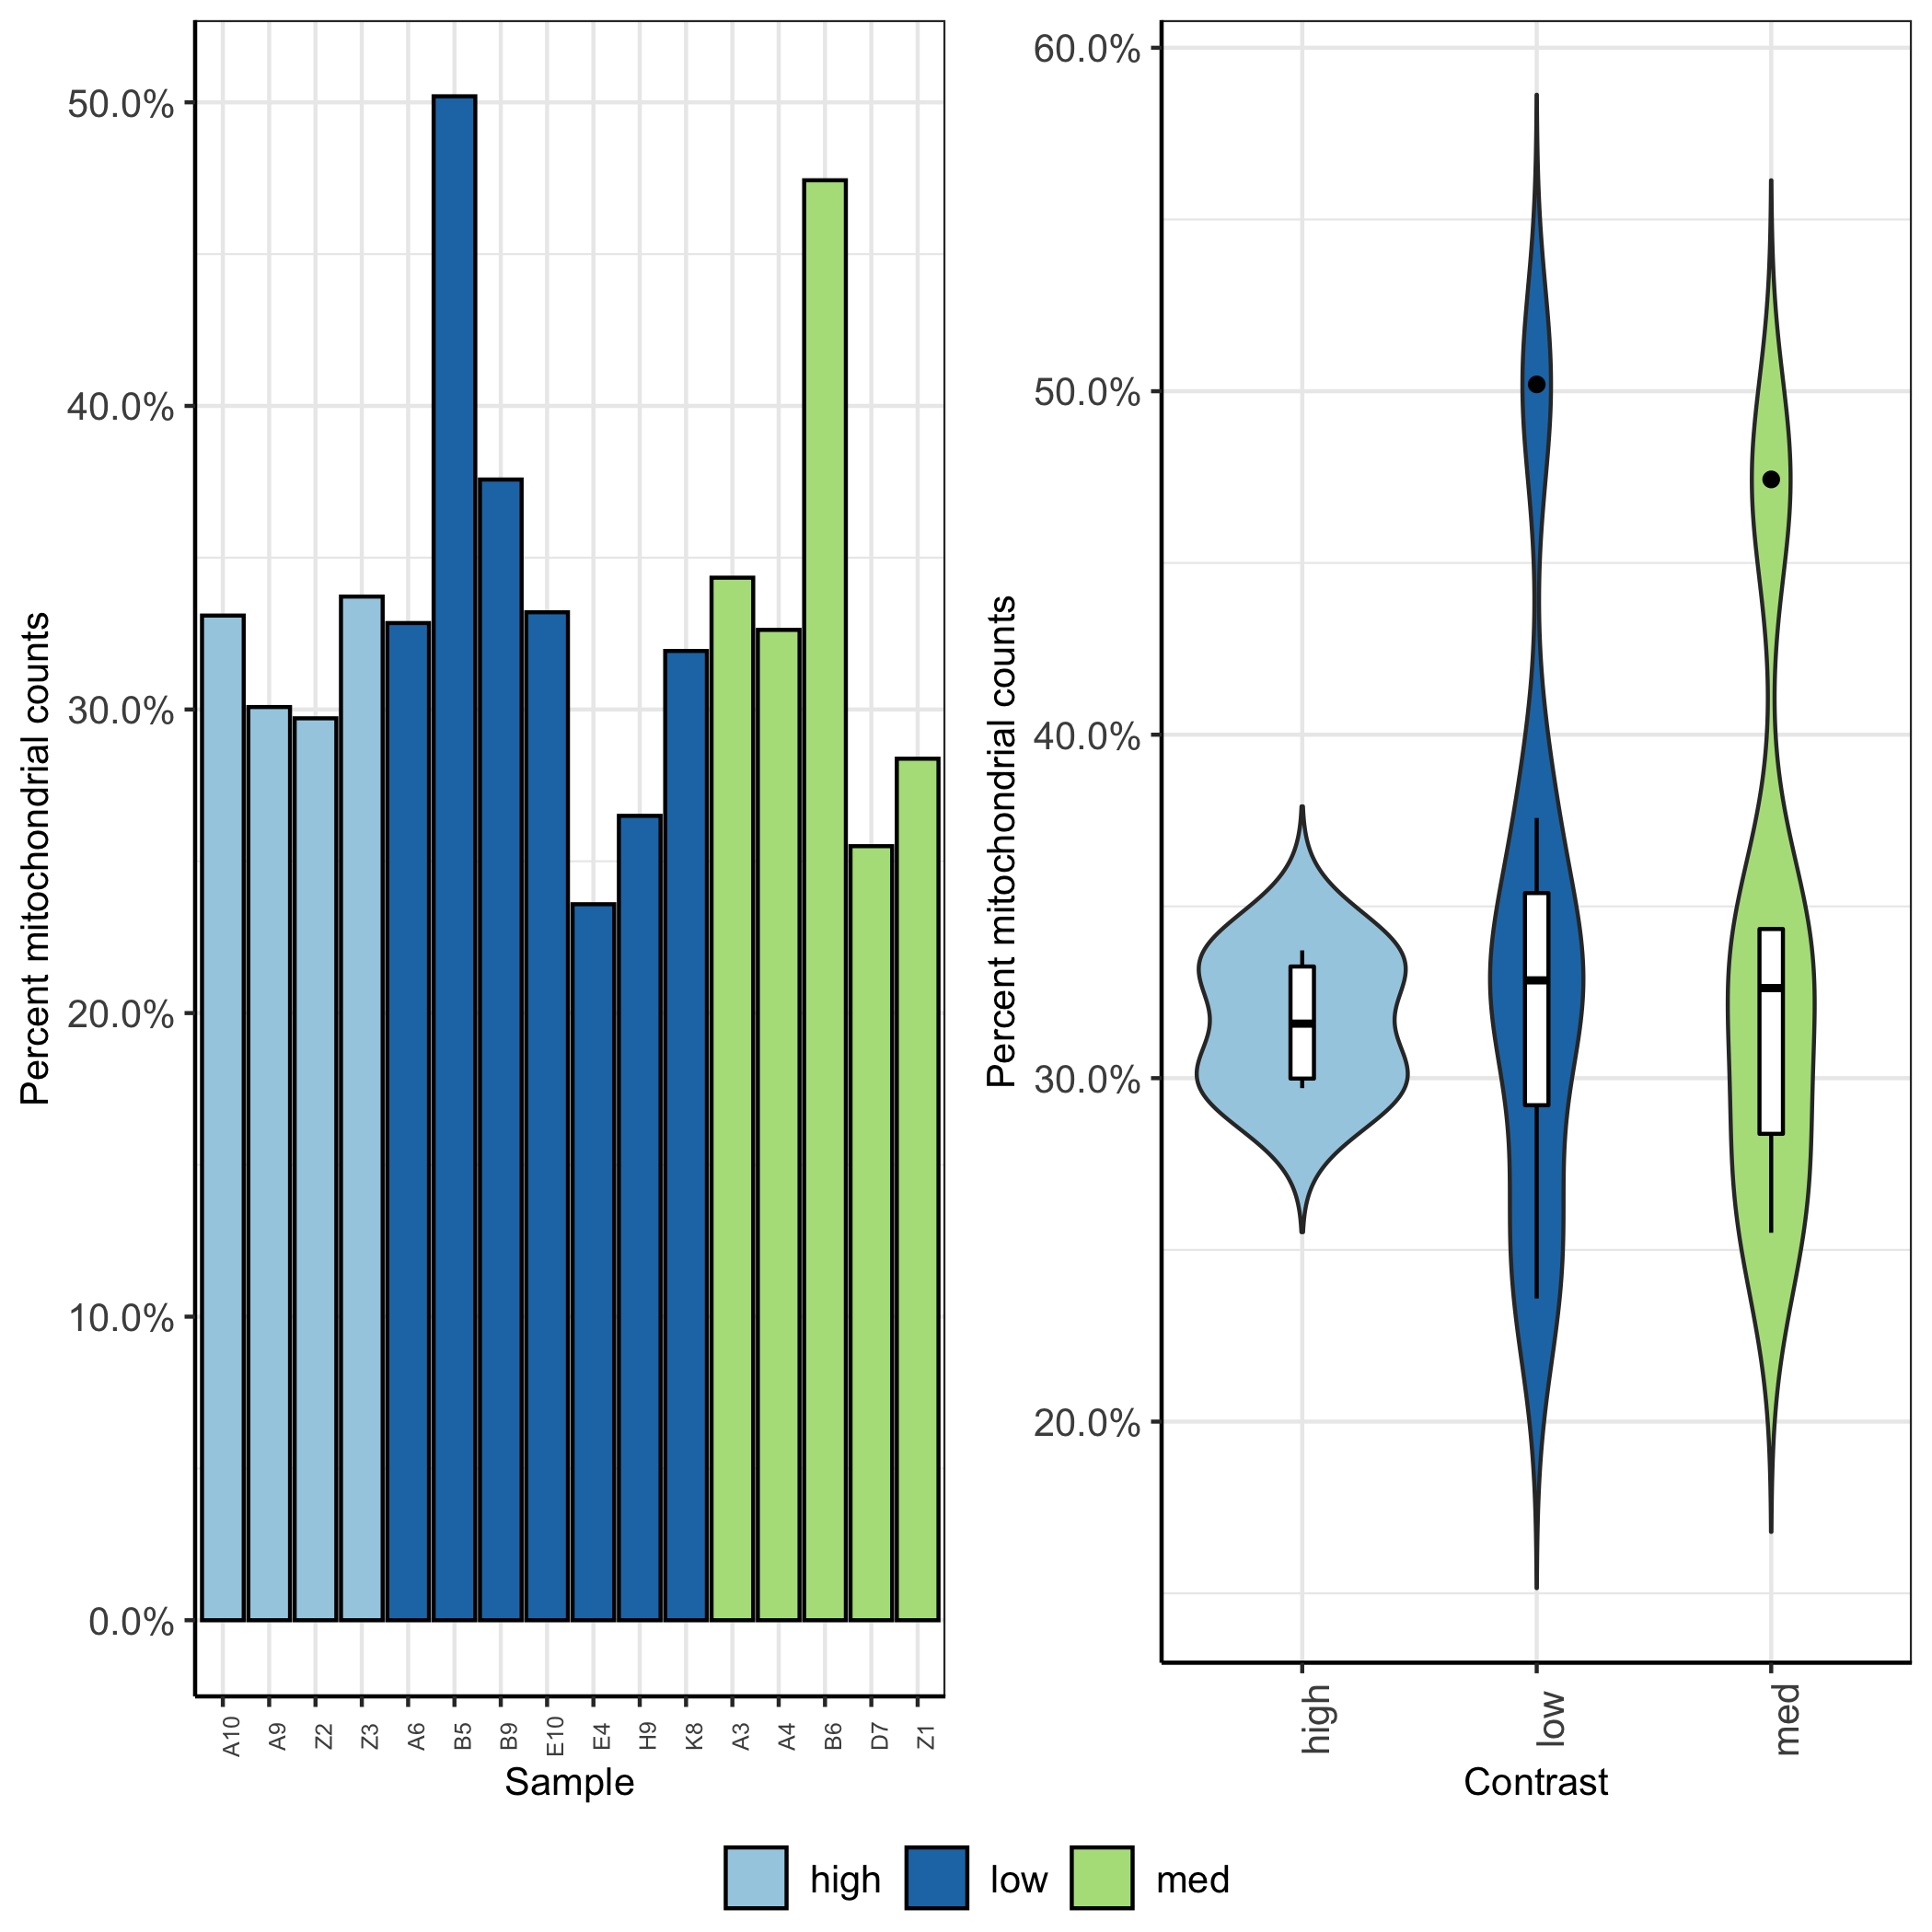 Percent mitochondrial counts
50.0%
40.0%
30.0%
20.0%
10.0%
0.0%
A10
A9
Z2
Z3
A6
B5
B9
E10
E4
H9
K8
A3
A4
B6
D7
Z1
Sample
Percent mitochondrial counts
60.0%
50.0%
40.0%
30.0%
20.0%
high
low
med
Contrast
high low med